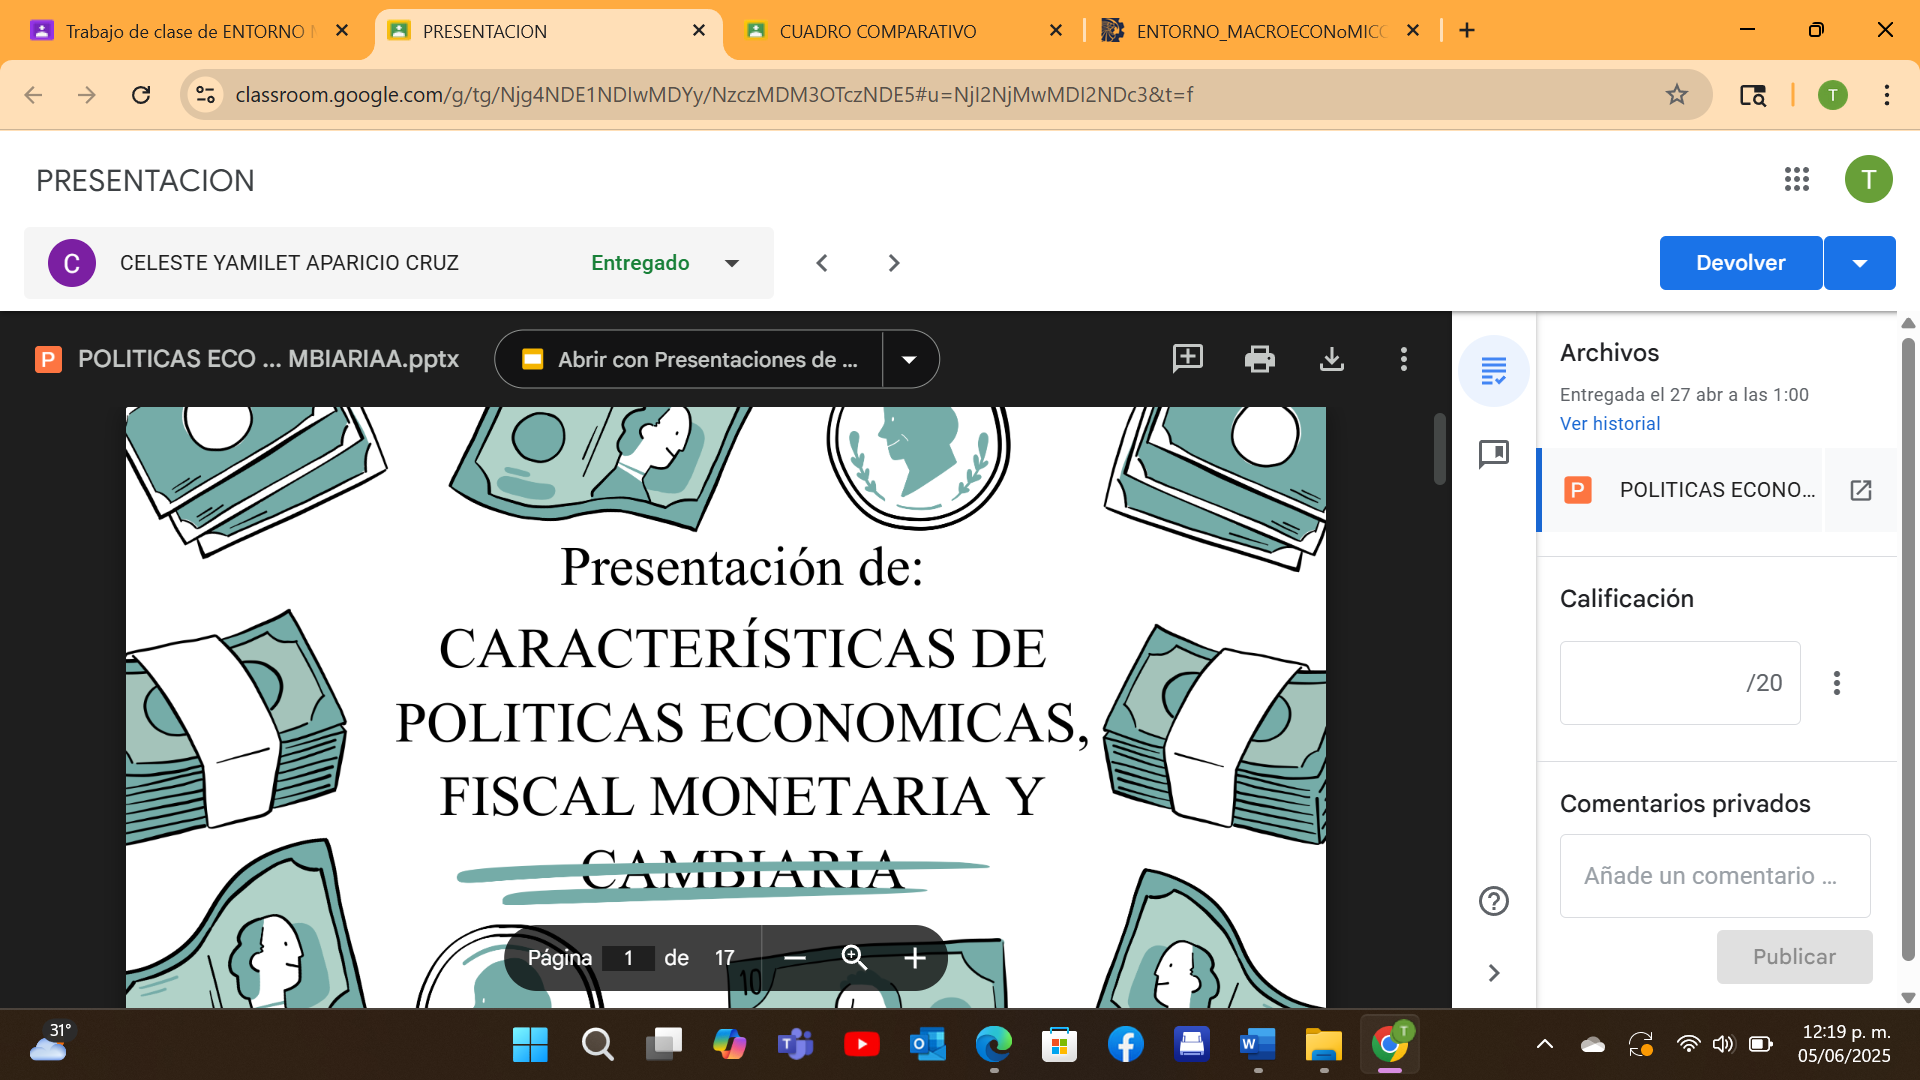 Trabajo de clase de ENTORNO M
PRESENTACION
CUADRO COMPARATIVO
ENTORNO_MACROECONoMICO
classroom.google.com/g/tg/Njg4NDE1NDIwMDYy/NzczMDM3OTczNDE5#u=NjI2NjMwMDI2NDc3&t=f
T
PRESENTACION
T
C
CELESTE YAMILET APARICIO CRUZ
Entregado
Devolver
P
POLITICAS ECO ... MBIARIAA.pptx
Abrir con Presentaciones de ...
Presentación de:
CARACTERÍSTICAS DE
POLITICAS ECONOMICAS,
FISCAL MONETARIA Y
CAMBIARIA
10
Página 1 de 17
Archivos
Entregada el 27 abr a las 1:00
Ver historial
P
POLITICAS ECONO...
Calificación
/20
Comentarios privados
Añade un comentario ...
Publicar
31°
T
12:19 p. m.
05/06/2025